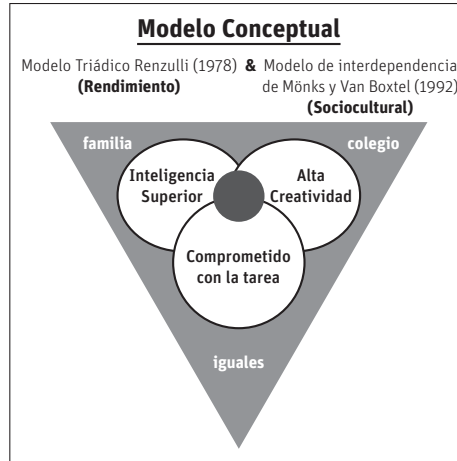 Modelo Conceptual
Modelo Triádico Renzulli (1978) & Modelo de interdependencia
(Rendimiento) de Mönks y Van Boxtel (1992)
(Sociocultural)
familia colegio
Inteligencia Alta
Superior Creatividad
Comprometido
con la tarea
iguales